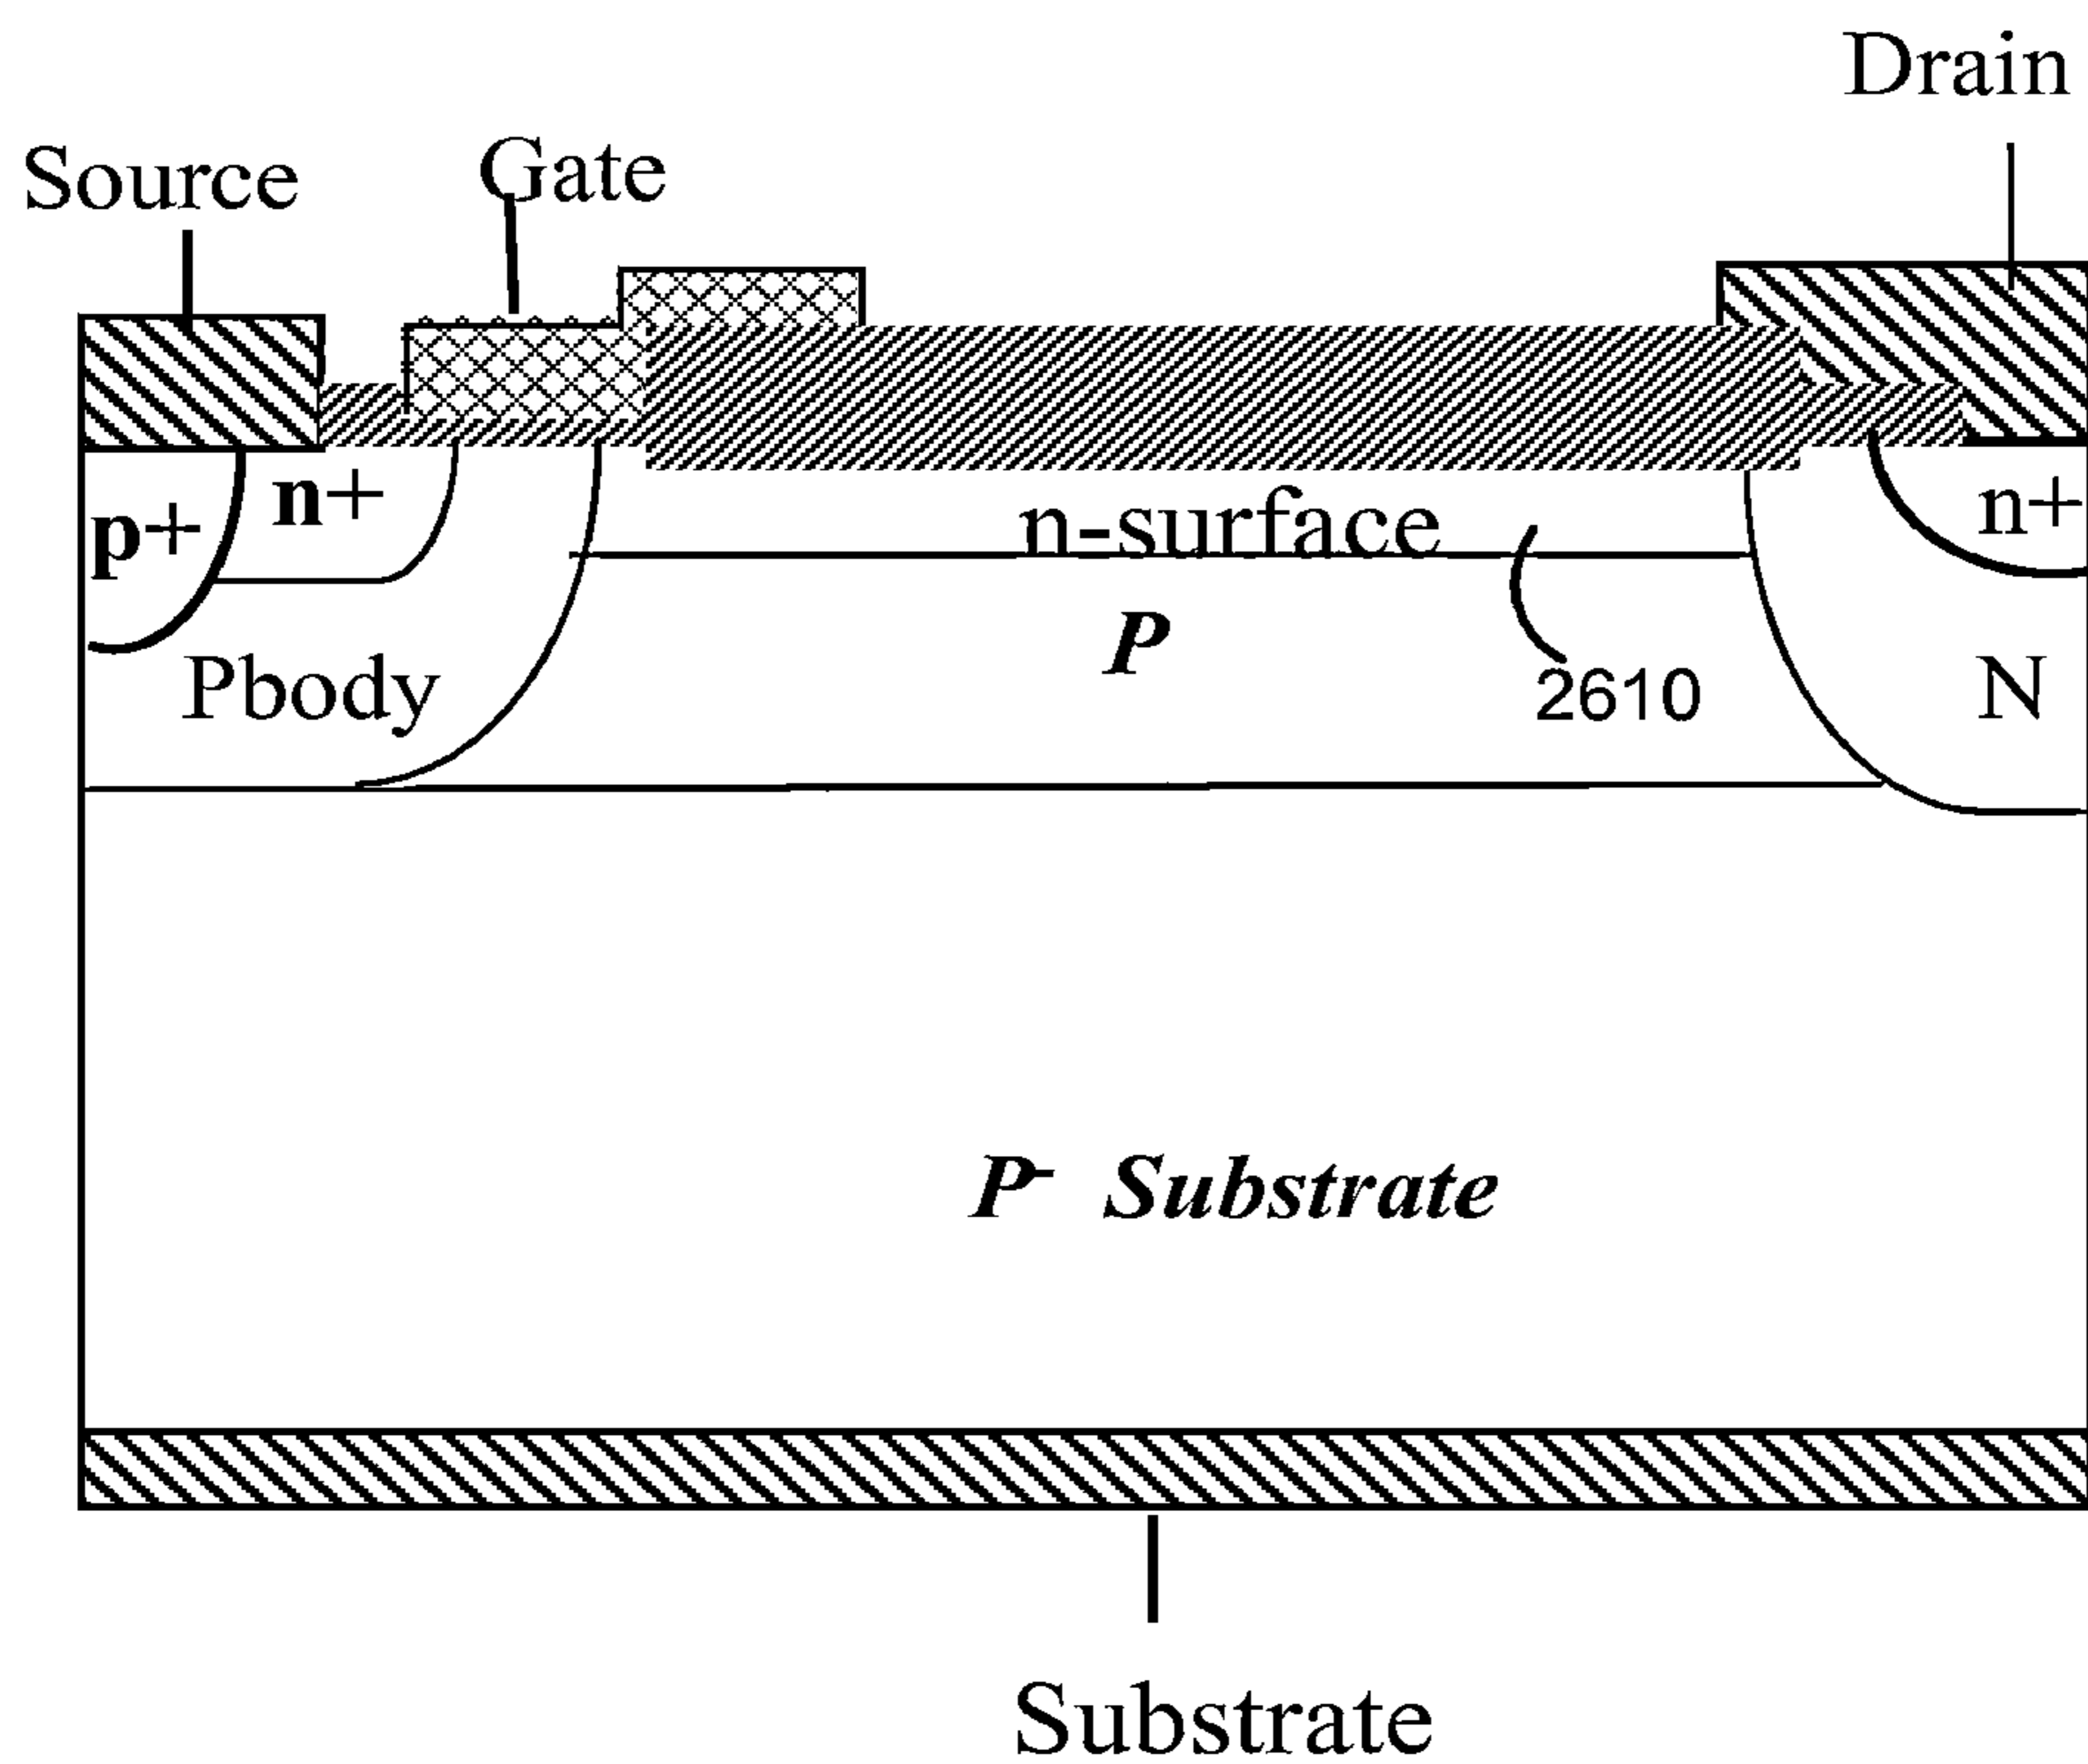 Drain
Source
Gate
n+
p+
n-surface
n+
P
Pbody
2610
N
P- Substrate
Substrate